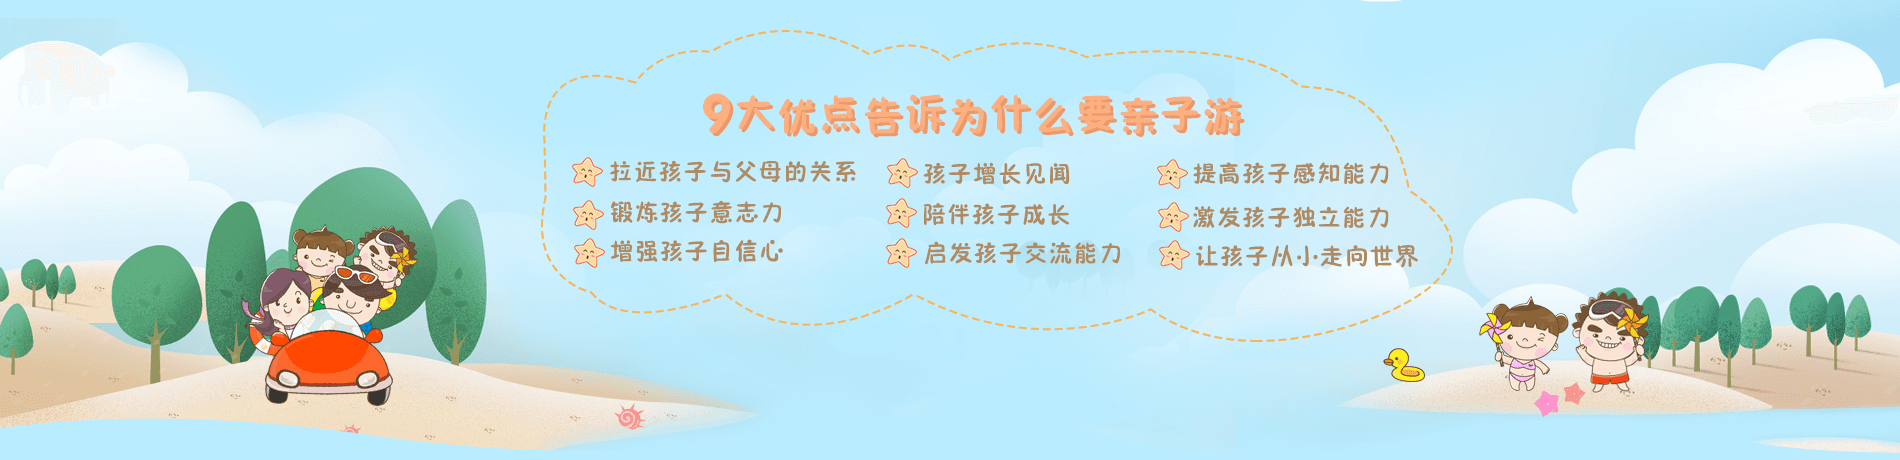 9大优点告诉为什么要亲子游
拉近孩子与父母的关系
孩子增长见闻
提高孩子感知能力
锻炼孩子意志力
陪伴孩子成长
激发孩子独立能力
增强孩子自信心
启发孩子交流能力
让孩子从小走向世界